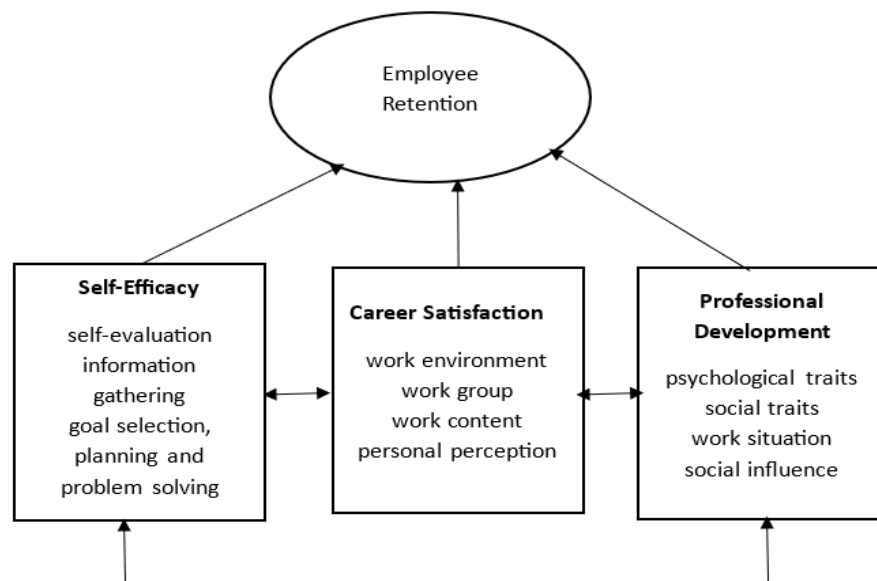 Employee
Retention
Self-Efficacy
self-evaluation
information
gathering
goal selection,
planning and
problem solving
Career Satisfaction
work environment
work group
work content
personal perception
Professional
Development
psychological traits
social traits
work situation
social influence